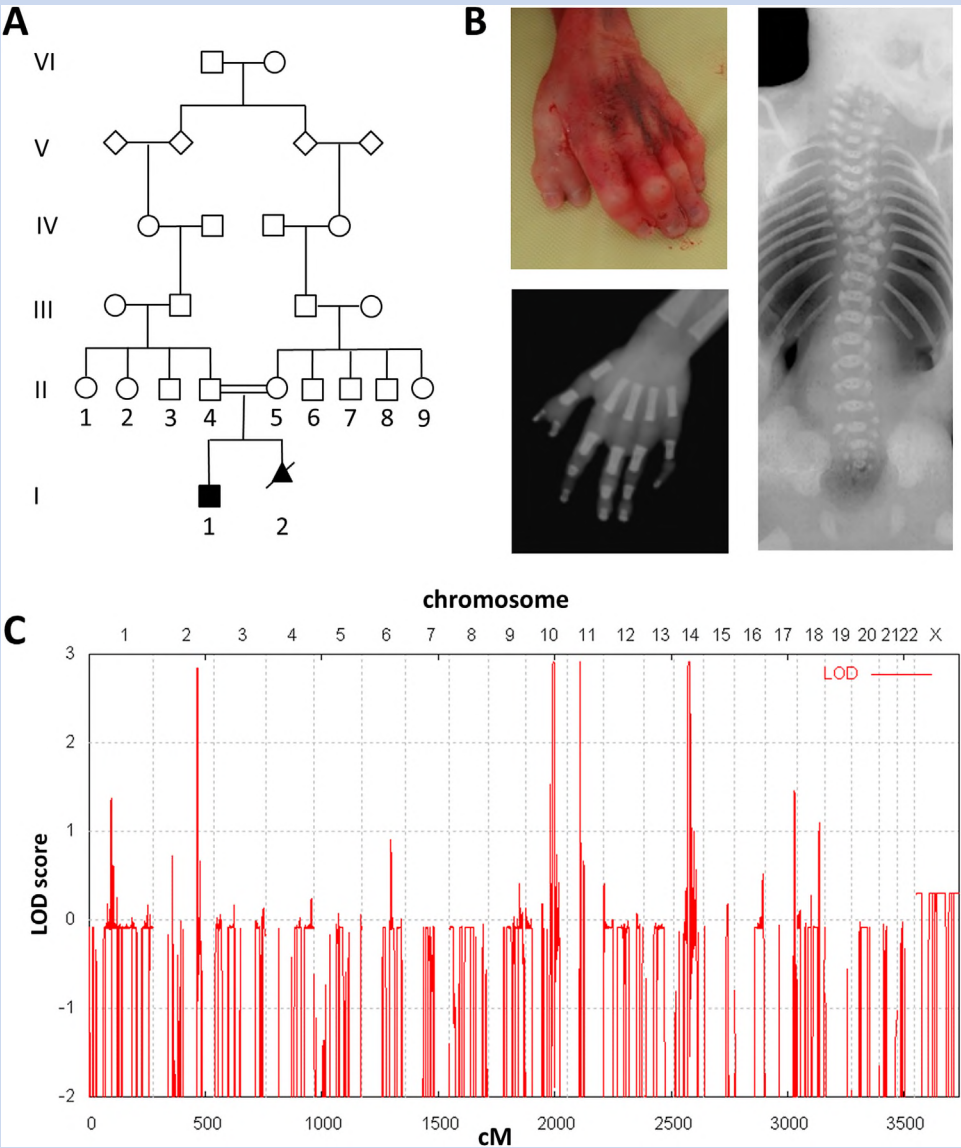 A
B
VI
V
IV
III
II
1 2 3 4 5 6 7 8 9
I
1 2
chromosome
C
1 2 3 4 5 6 7 8 9 10 11 12 13 14 15 16 17 18 19 20 21 22 X
3
LOD
2
1
0
-1
-2
LOD score
0 500 1000 1500 2000 2500 3000 3500
cM